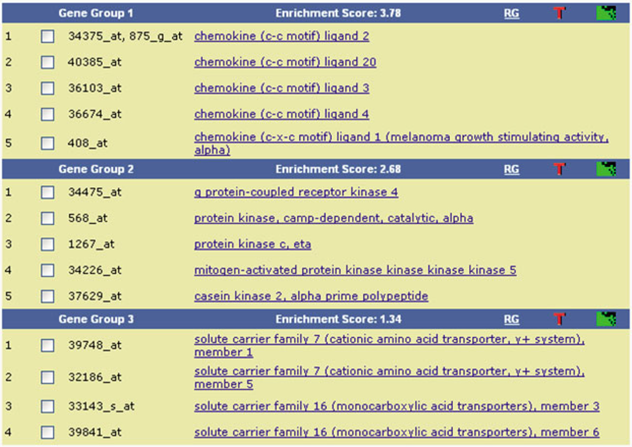 Gene Group 1 Enrichment Score: 3.78 RG T
1 34375_at, 875_g_at chemokine (c-c motif) ligand 2
2 40385_at chemokine (c-c motif) ligand 20
3 36103_at chemokine (c-c motif) ligand 3
4 36674_at chemokine (c-c motif) ligand 4
5 408_at chemokine (c-x-c motif) ligand 1 (melanoma growth stimulating activity,
alpha)
Gene Group 2 Enrichment Score: 2.68 RG T
1 34475_at g protein-coupled receptor kinase 4
2 568_at protein kinase, camp-dependent, catalytic, alpha
3 1267_at protein kinase c, eta
4 34226_at mitogen-activated protein kinase kinase kinase kinase 5
5 37629_at casein kinase 2, alpha prime polypeptide
Gene Group 3 Enrichment Score: 1.34 RG T
1 39748_at solute carrier family 7 (cationic amino acid transporter, y+ system),
member 1
2 32186_at solute carrier family 7 (cationic amino acid transporter, y+ system),
member 5
3 33143_s_at solute carrier family 16 (monocarboxylic acid transporters), member 3
4 39841_at solute carrier family 16 (monocarboxylic acid transporters), member 6